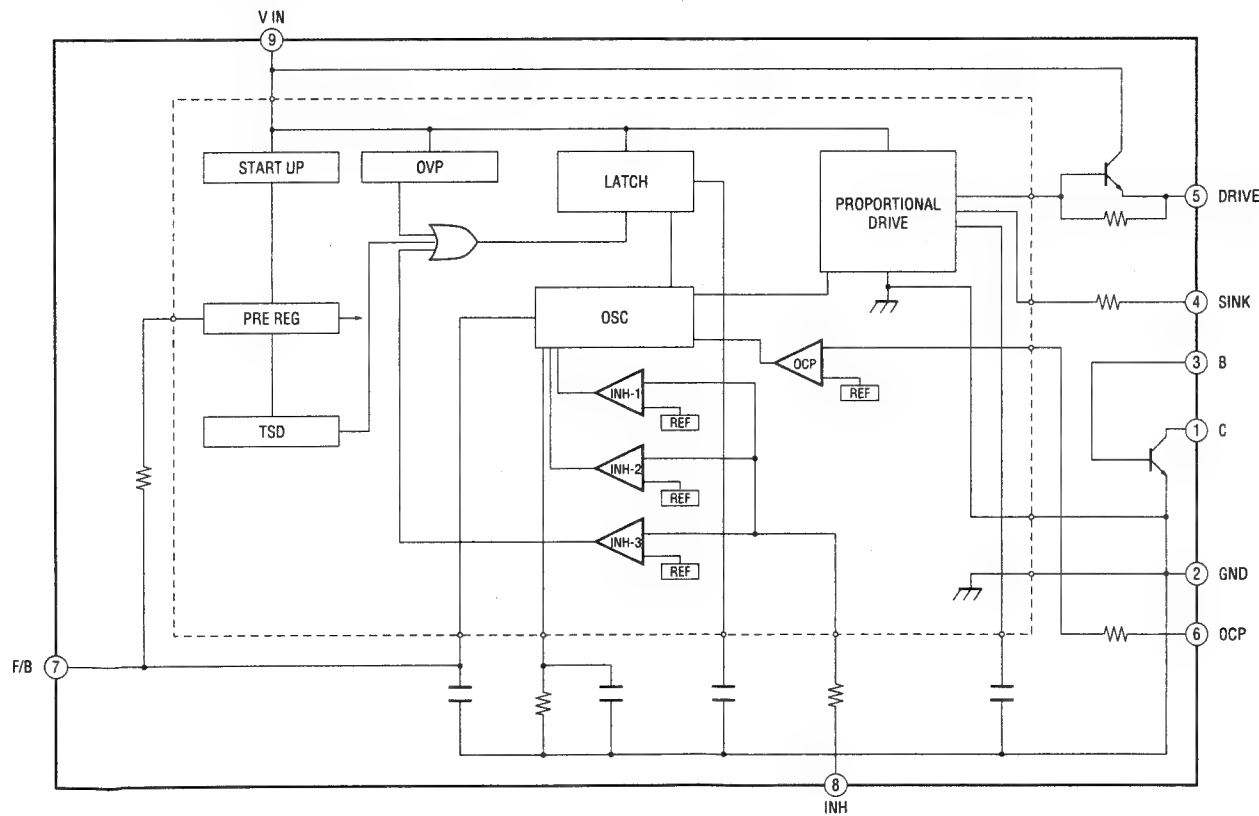 V IN
9
START UP
OVP
LATCH
PROPORTIONAL
DRIVE
5 DRIVE
4 SINK
PRE REG
OSC
OCP
REF
3 B
INH-1
REF
1 C
TSD
INH-2
REF
INH-3
REF
2 GND
6 OCP
F/B 7
8
INH